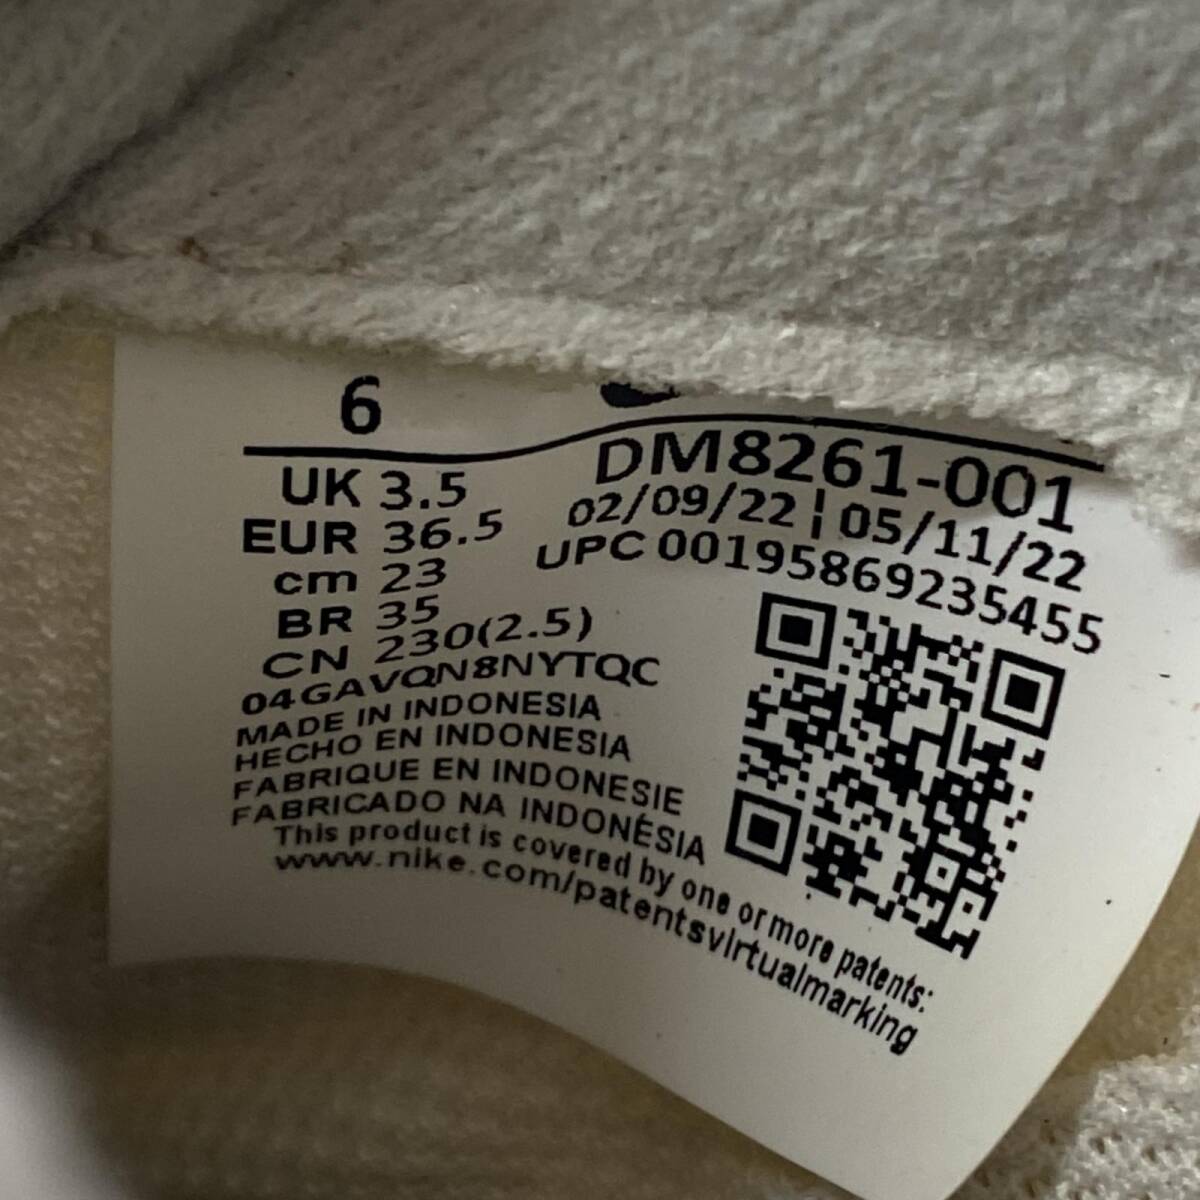 6
UK 3.5
EUR 36.5
cm 23
BR 35
CN 230(2.5)
DM8261-001
02/09/22 ¦ 05/11/22
UPC 00195869235455
04GAVQN8NYTQC
MADE IN INDONESIA
HECHO EN INDONESIA
FABRIQUE EN INDONESIE
FABRICADO NA INDONÉSIA
This product is covered by one or more patents:
www.nike.com/patentsvirtualmarking